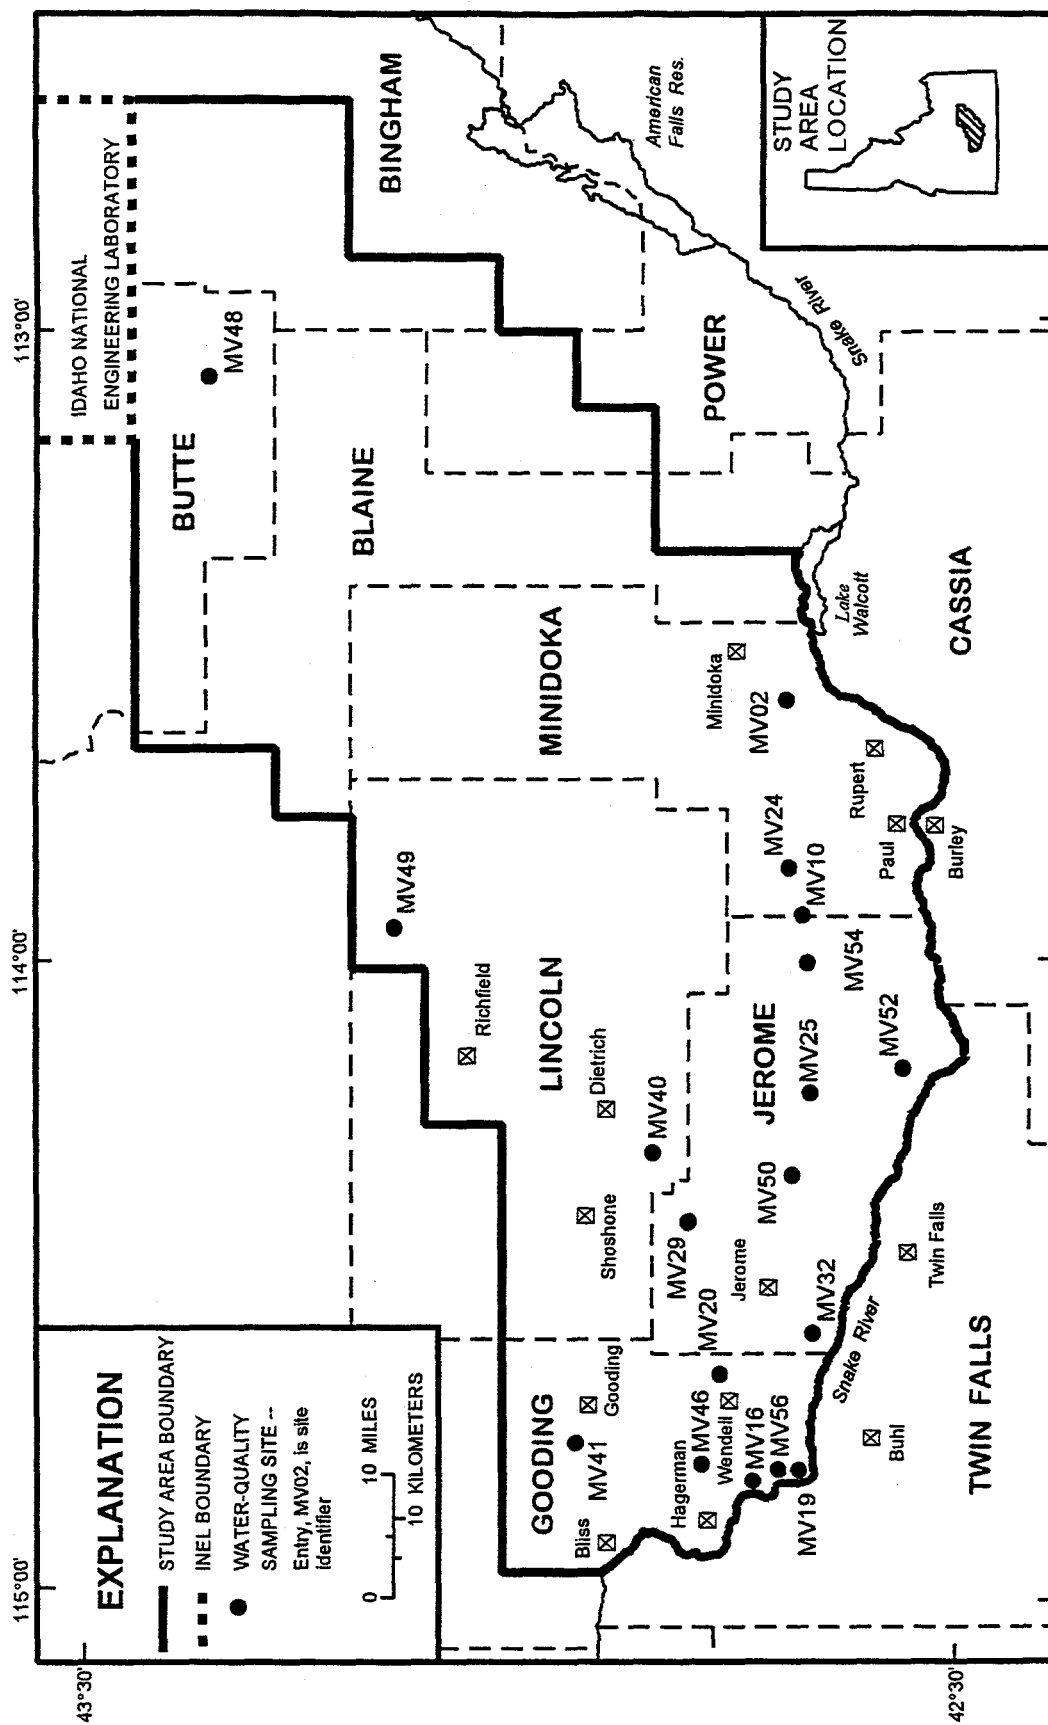 115°00'
114°00'
113°00'
43°30'
42°30'
EXPLANATION
STUDY AREA BOUNDARY
INEL BOUNDARY
WATER-QUALITY
SAMPLING SITE --
Entry, MV02, is site
identifier
0
10 MILES
10 KILOMETERS
IDAHO NATIONAL
ENGINEERING LABORATORY
BUTTE
MV48
BINGHAM
BLAINE
MV49
Richfield
LINCOLN
MINIDOKA
POWER
American
Falls Res.
STUDY
AREA
LOCATION
Snake River
GOODING
Gooding
MV41
Bliss
Shoshone
Dietrich
MV40
MV29
Hagerman
MV46
Wendell
MV20
MV16
MV56
MV19
Jerome
JEROME
MV50
MV25
MV32
MV54
MV10
MV24
MV02
Minidoka
Lake
Walcott
MV52
Rupert
Paul
Burley
CASSIA
Snake River
Buhl
Twin Falls
TWIN FALLS